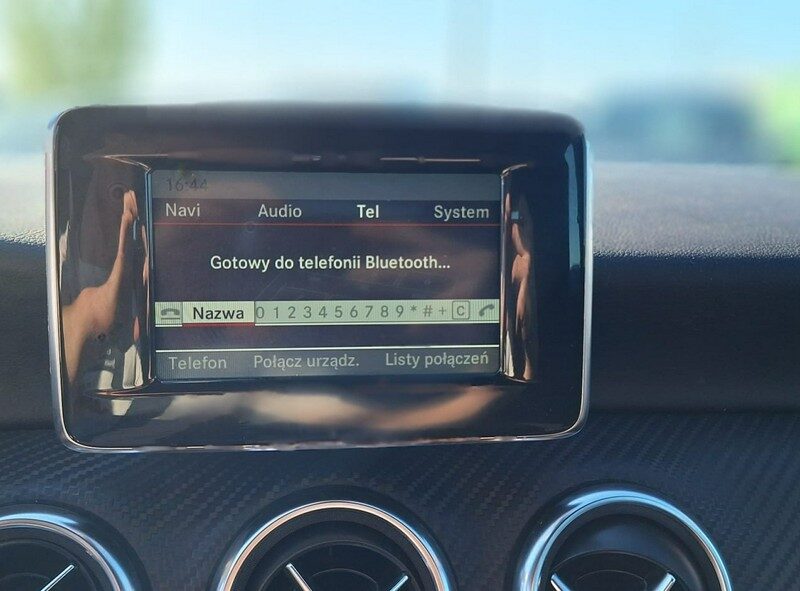 16:44
Navi Audio Tel System
Gotowy do telefonii Bluetooth...
Nazwa 0 1 2 3 4 5 6 7 8 9 * # + C
Telefon Połącz urządz. Listy połączeń